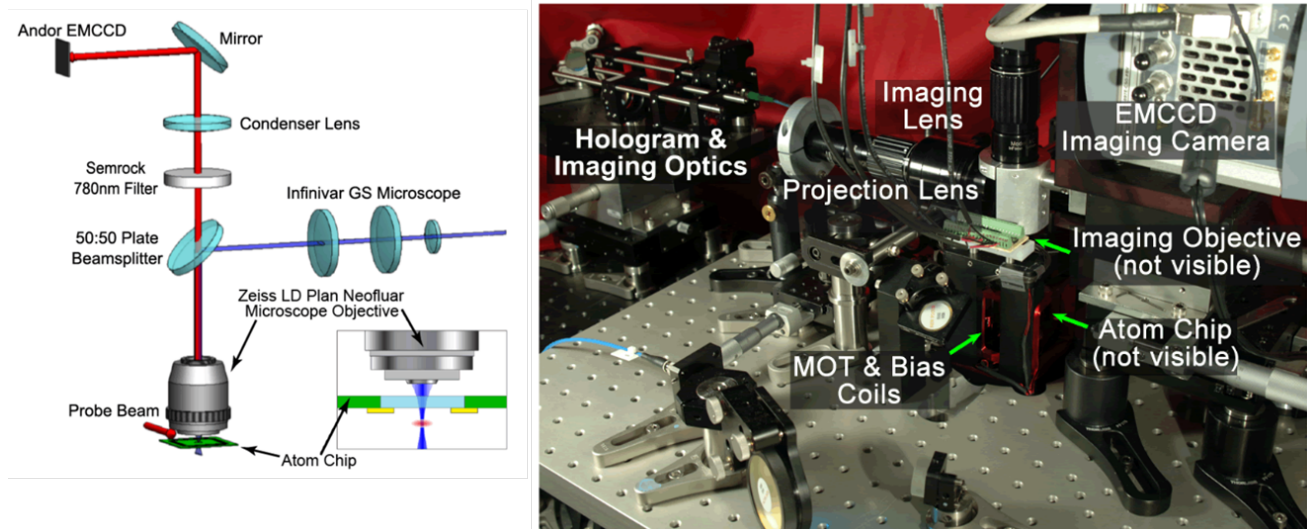 Andor EMCCD
Mirror
Condenser Lens
Semrock
780nm Filter
Infinivar GS Microscope
50:50 Plate
Beamsplitter
Zeiss LD Plan Neofluar
Microscope Objective
Probe Beam
Atom Chip
Hologram &
Imaging Optics
Imaging
Lens
Projection Lens
EMCCD
Imaging Camera
Imaging Objective
(not visible)
Atom Chip
(not visible)
MOT & Bias
Coils